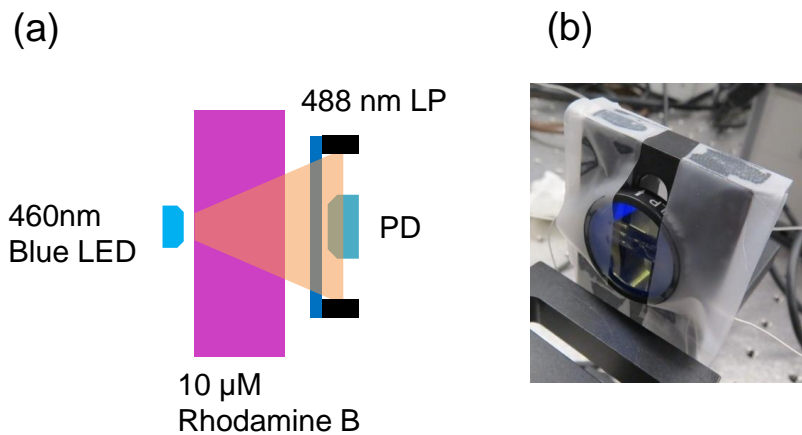 (a)
(b)
488 nm LP
460nm
Blue LED
PD
10 µM
Rhodamine B